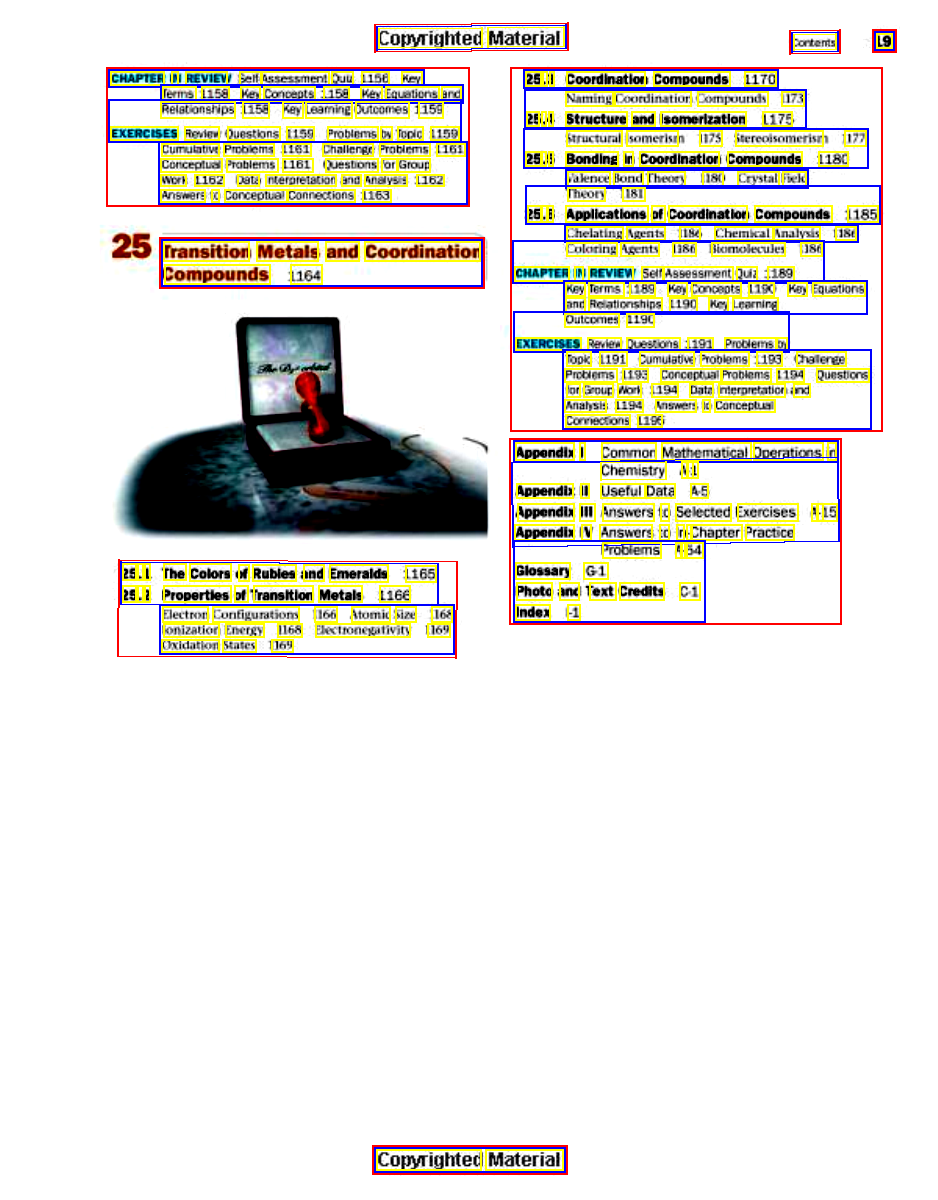 Copyrighted Material
Contents 19
CHAPTER IN REVIEW Self Assessment Quiz 1156 Key
Terms 1158 Key Concepts 1158 Key Equations and
Relationships 1158 Key Learning Outcomes 1159
EXERCISES Review Questions 1159 Problems by Topic 1159
Cumulative Problems 1161 Challenge Problems 1161
Conceptual Problems 1161 Questions for Group
Work 1162 Data Interpretation and Analysis 1162
Answers to Conceptual Connections 1163
25 Transition Metals and Coordination
Compounds 1164
25.1 The Colors of Rubies and Emeralds 1165
25.2 Properties of Transition Metals 1166
Electron Configurations 1166 Atomic Size 1168
Ionization Energy 1168 Electronegativity 1169
Oxidation States 1169
25.3 Coordination Compounds 1170
Naming Coordination Compounds 1173
25.4 Structure and Isomerization 1175
Structural Isomerism 1175 Stereoisomerism 1177
25.5 Bonding in Coordination Compounds 1180
Valence Bond Theory 1180 Crystal Field
Theory 1181
25.6 Applications of Coordination Compounds 1185
Chelating Agents 1186 Chemical Analysis 1186
Coloring Agents 1186 Biomolecules 1186
CHAPTER IN REVIEW Self Assessment Quiz 1189
Key Terms 1189 Key Concepts 1190 Key Equations
and Relationships 1190 Key Learning
Outcomes 1190
EXERCISES Review Questions 1191 Problems by
Topic 1191 Cumulative Problems 1193 Challenge
Problems 1193 Conceptual Problems 1194 Questions
for Group Work 1194 Data Interpretation and
Analysis 1194 Answers to Conceptual
Connections 1195
Appendix I Common Mathematical Operations in
Chemistry A-1
Appendix II Useful Data A-5
Appendix III Answers to Selected Exercises A-15
Appendix IV Answers to In-Chapter Practice
Problems A-54
Glossary G-1
Photo and Text Credits C-1
Index I-1
Copyrighted Material